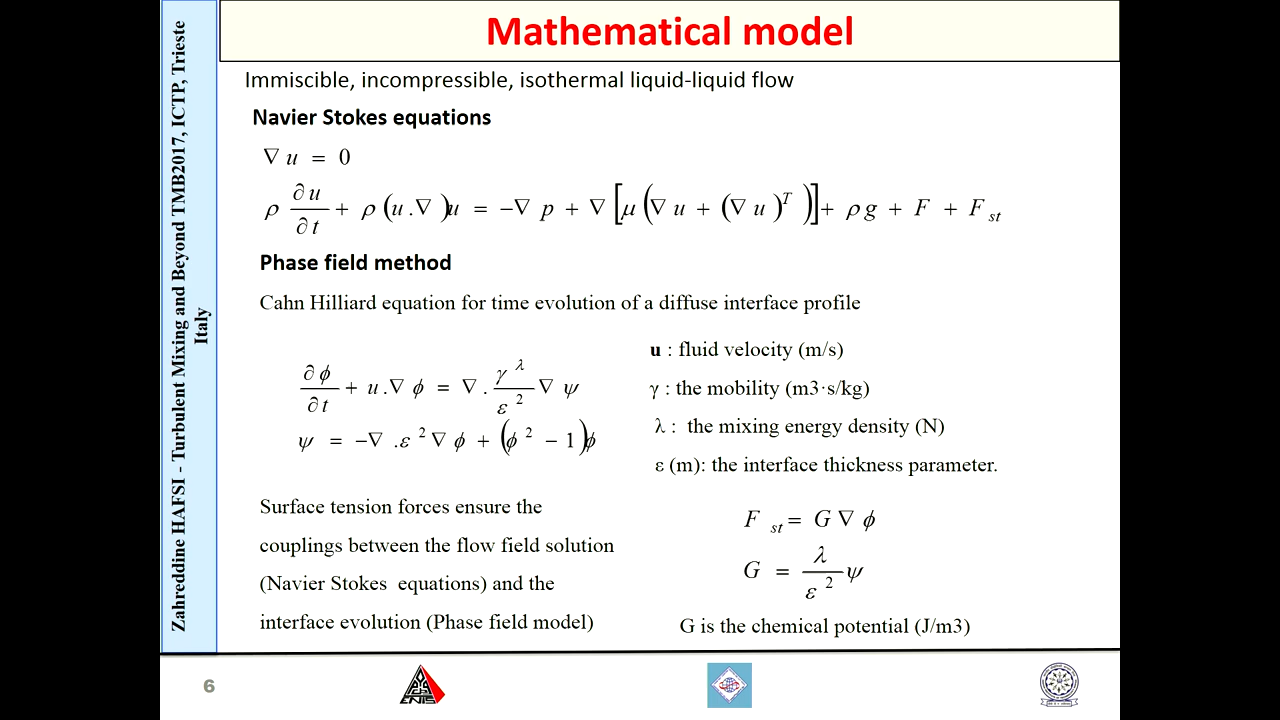 Mathematical model
Zahreddine HAFSI - Turbulent Mixing and Beyond TMB2017, ICTP, Trieste
Italy
Immiscible, incompressible, isothermal liquid-liquid flow
Navier Stokes equations
∇ u = 0
ρ ∂u/∂t + ρ (u .∇ )u = −∇ p + ∇ [μ (∇ u + (∇ u )^T )]+ ρ g + F + F_st
Phase field method
Cahn Hilliard equation for time evolution of a diffuse interface profile
∂ϕ/∂t + u .∇ ϕ = ∇ . γ λ/ε² ∇ ψ
ψ = −∇ .ε ² ∇ ϕ + (ϕ ² − 1 )ϕ
u : fluid velocity (m/s)
γ : the mobility (m3·s/kg)
λ : the mixing energy density (N)
ε (m): the interface thickness parameter.
Surface tension forces ensure the
couplings between the flow field solution
(Navier Stokes equations) and the
interface evolution (Phase field model)
F_st = G ∇ ϕ
G = λ/ε² ψ
G is the chemical potential (J/m3)
6
ENIS